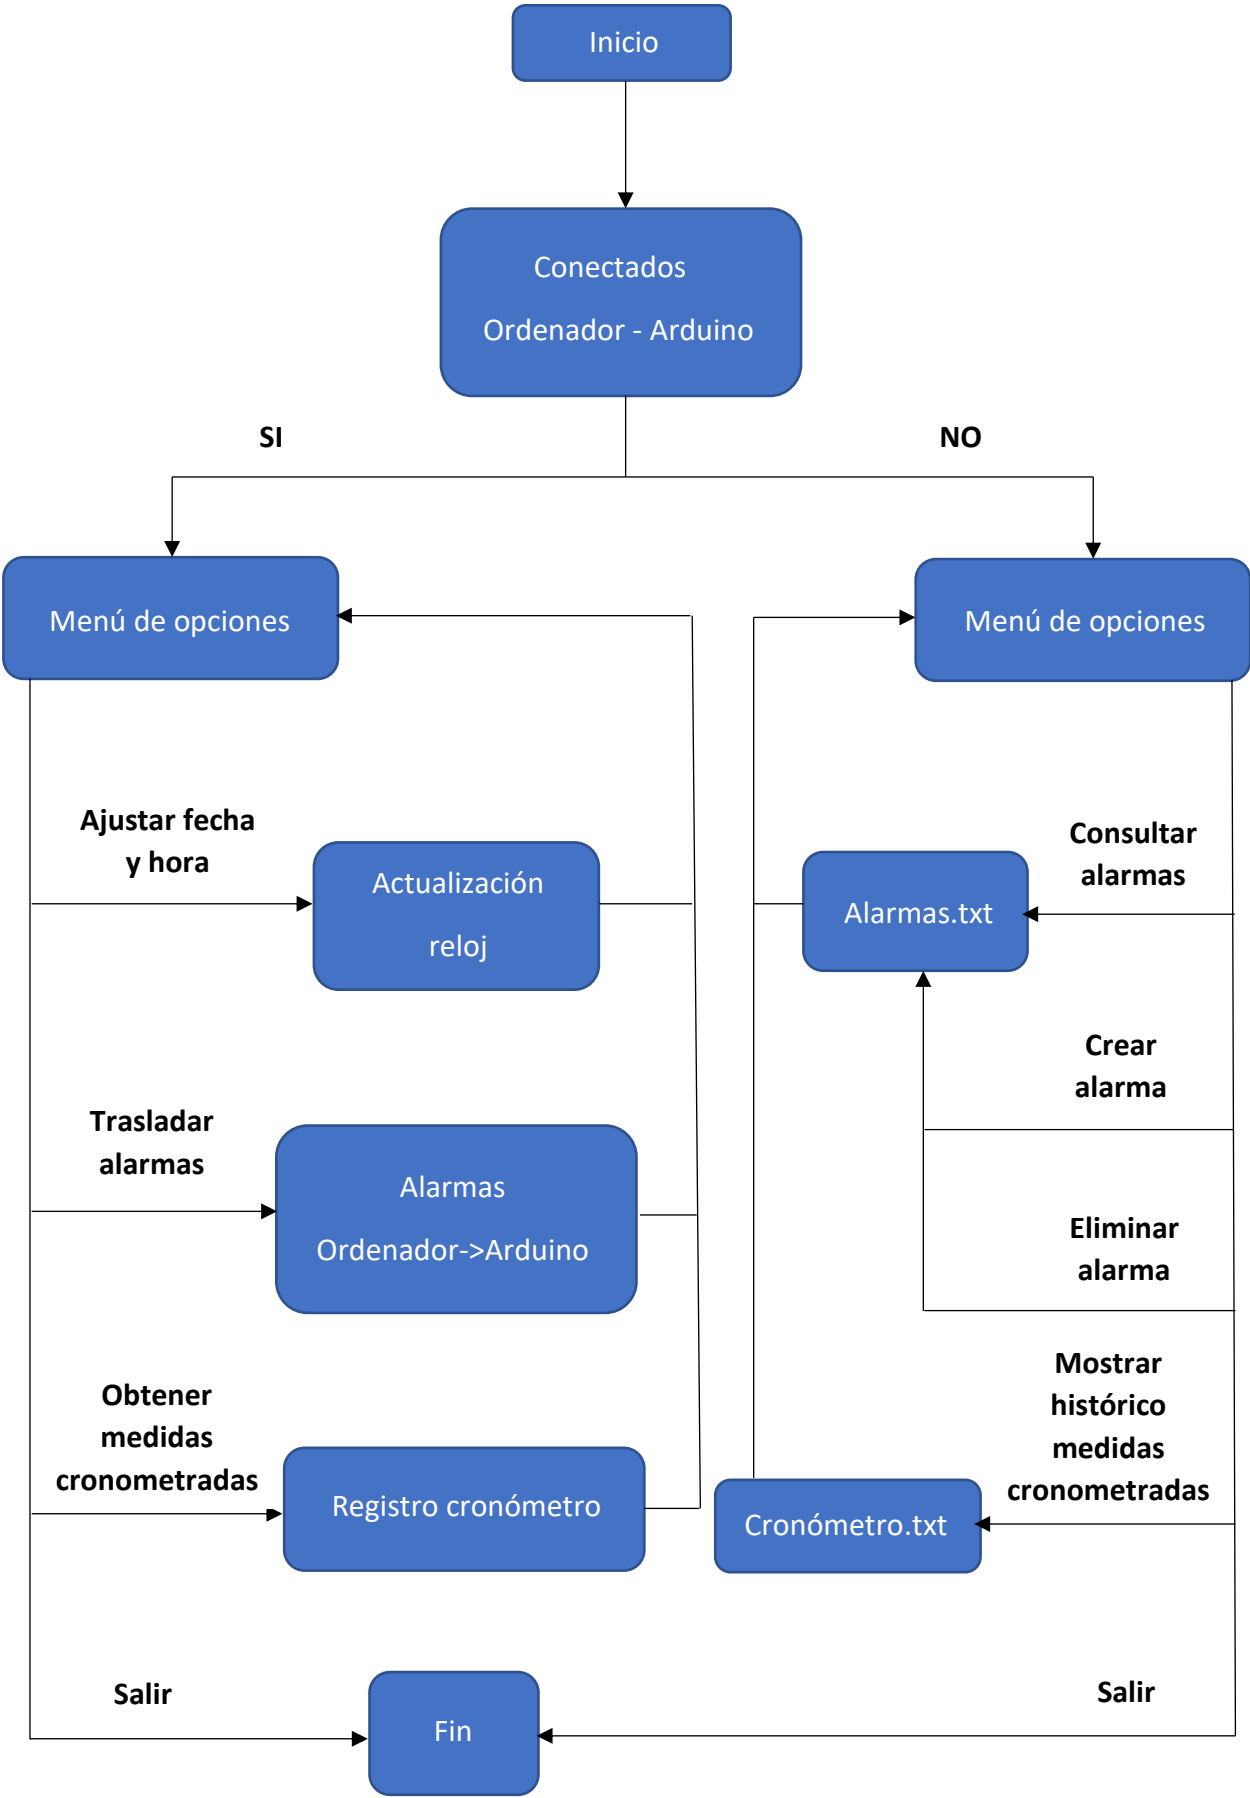 Inicio
Conectados
Ordenador - Arduino
SI
NO
Menú de opciones
Menú de opciones
Ajustar fecha
y hora
Actualización
reloj
Consultar
alarmas
Alarmas.txt
Crear
alarma
Trasladar
alarmas
Alarmas
Ordenador->Arduino
Eliminar
alarma
Obtener
medidas
cronometradas
Registro cronómetro
Mostrar
histórico
medidas
cronometradas
Cronómetro.txt
Salir
Fin
Salir